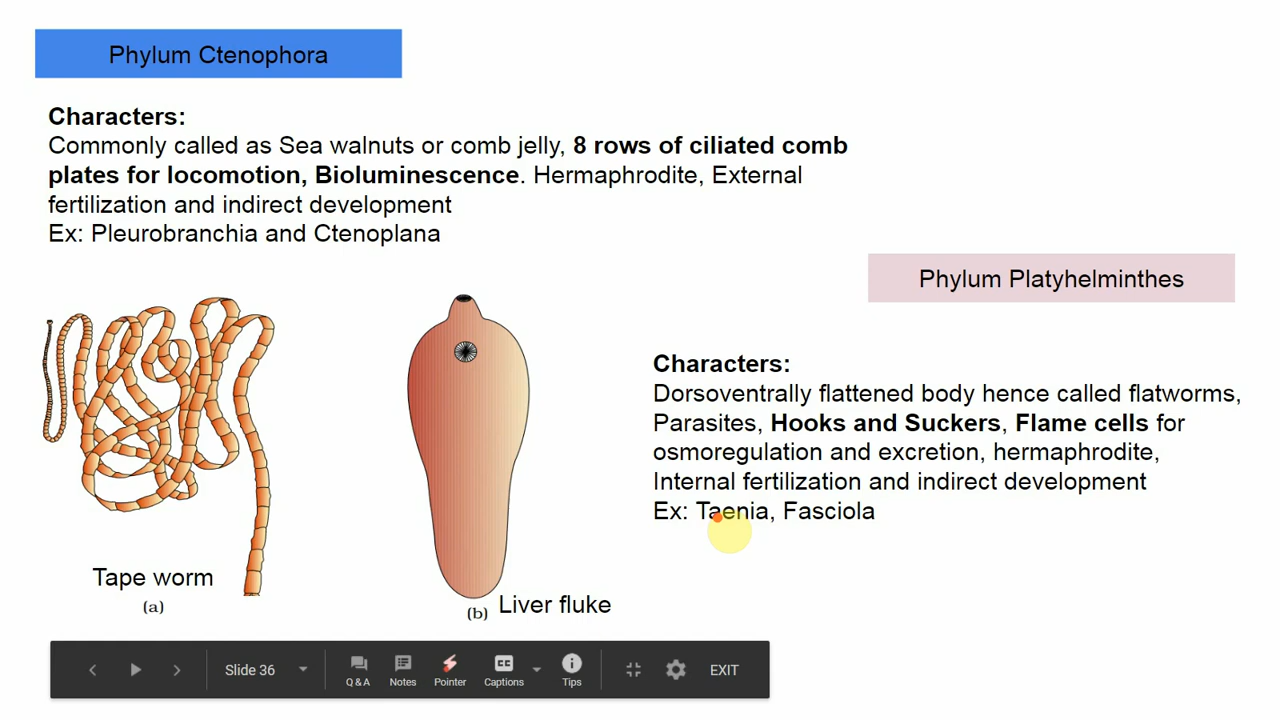 Phylum Ctenophora
Characters:
Commonly called as Sea walnuts or comb jelly, 8 rows of ciliated comb
plates for locomotion, Bioluminescence. Hermaphrodite, External
fertilization and indirect development
Ex: Pleurobranchia and Ctenoplana
Phylum Platyhelminthes
Characters:
Dorsoventrally flattened body hence called flatworms,
Parasites, Hooks and Suckers, Flame cells for
osmoregulation and excretion, hermaphrodite,
Internal fertilization and indirect development
Ex: Taenia, Fasciola
Tape worm
(a)
(b) Liver fluke
Slide 36
Q & A
Notes
Pointer
CC
Captions
Tips
EXIT